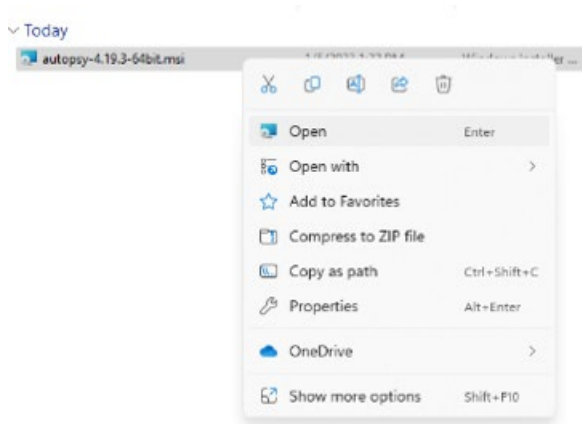 Today
autopsy-4.19.3-64bit.msi
Open Enter
Open with
Add to Favorites
Compress to ZIP file
Copy as path Ctrl+Shift+C
Properties Alt+Enter
OneDrive
Show more options Shift+F10